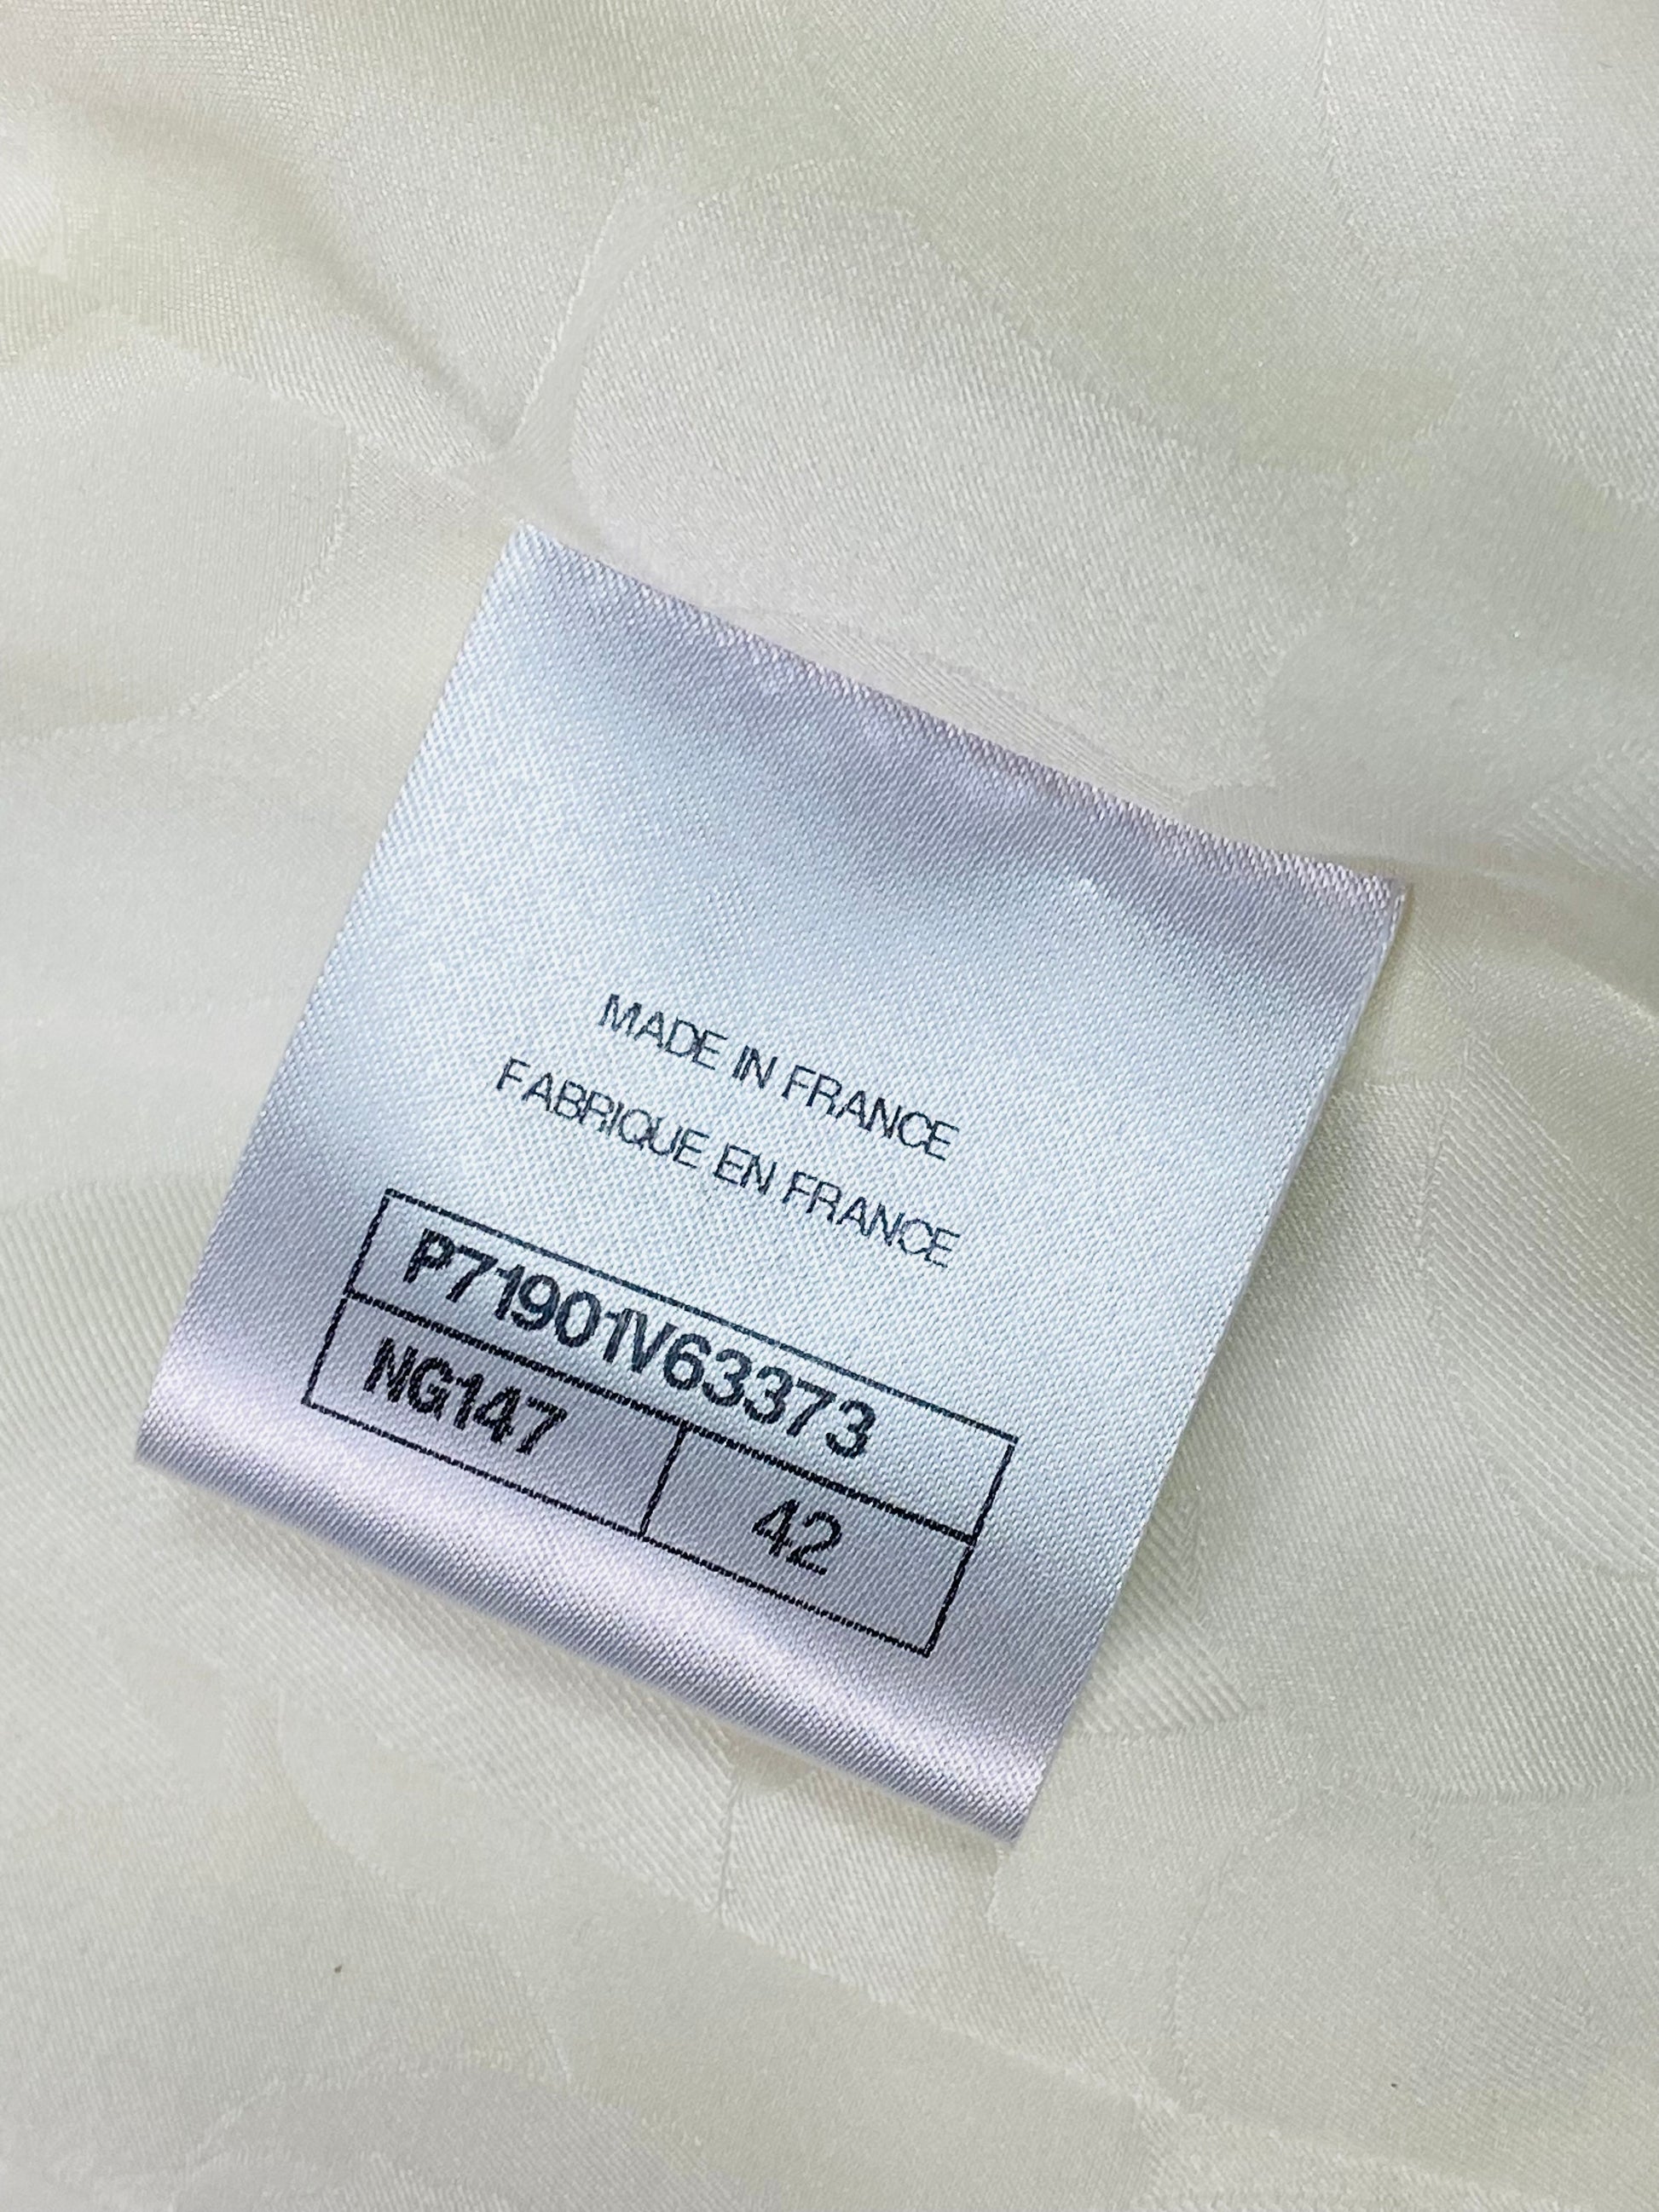 MADE IN FRANCE
FABRIQUE EN FRANCE
P71901V63373
NG147 42